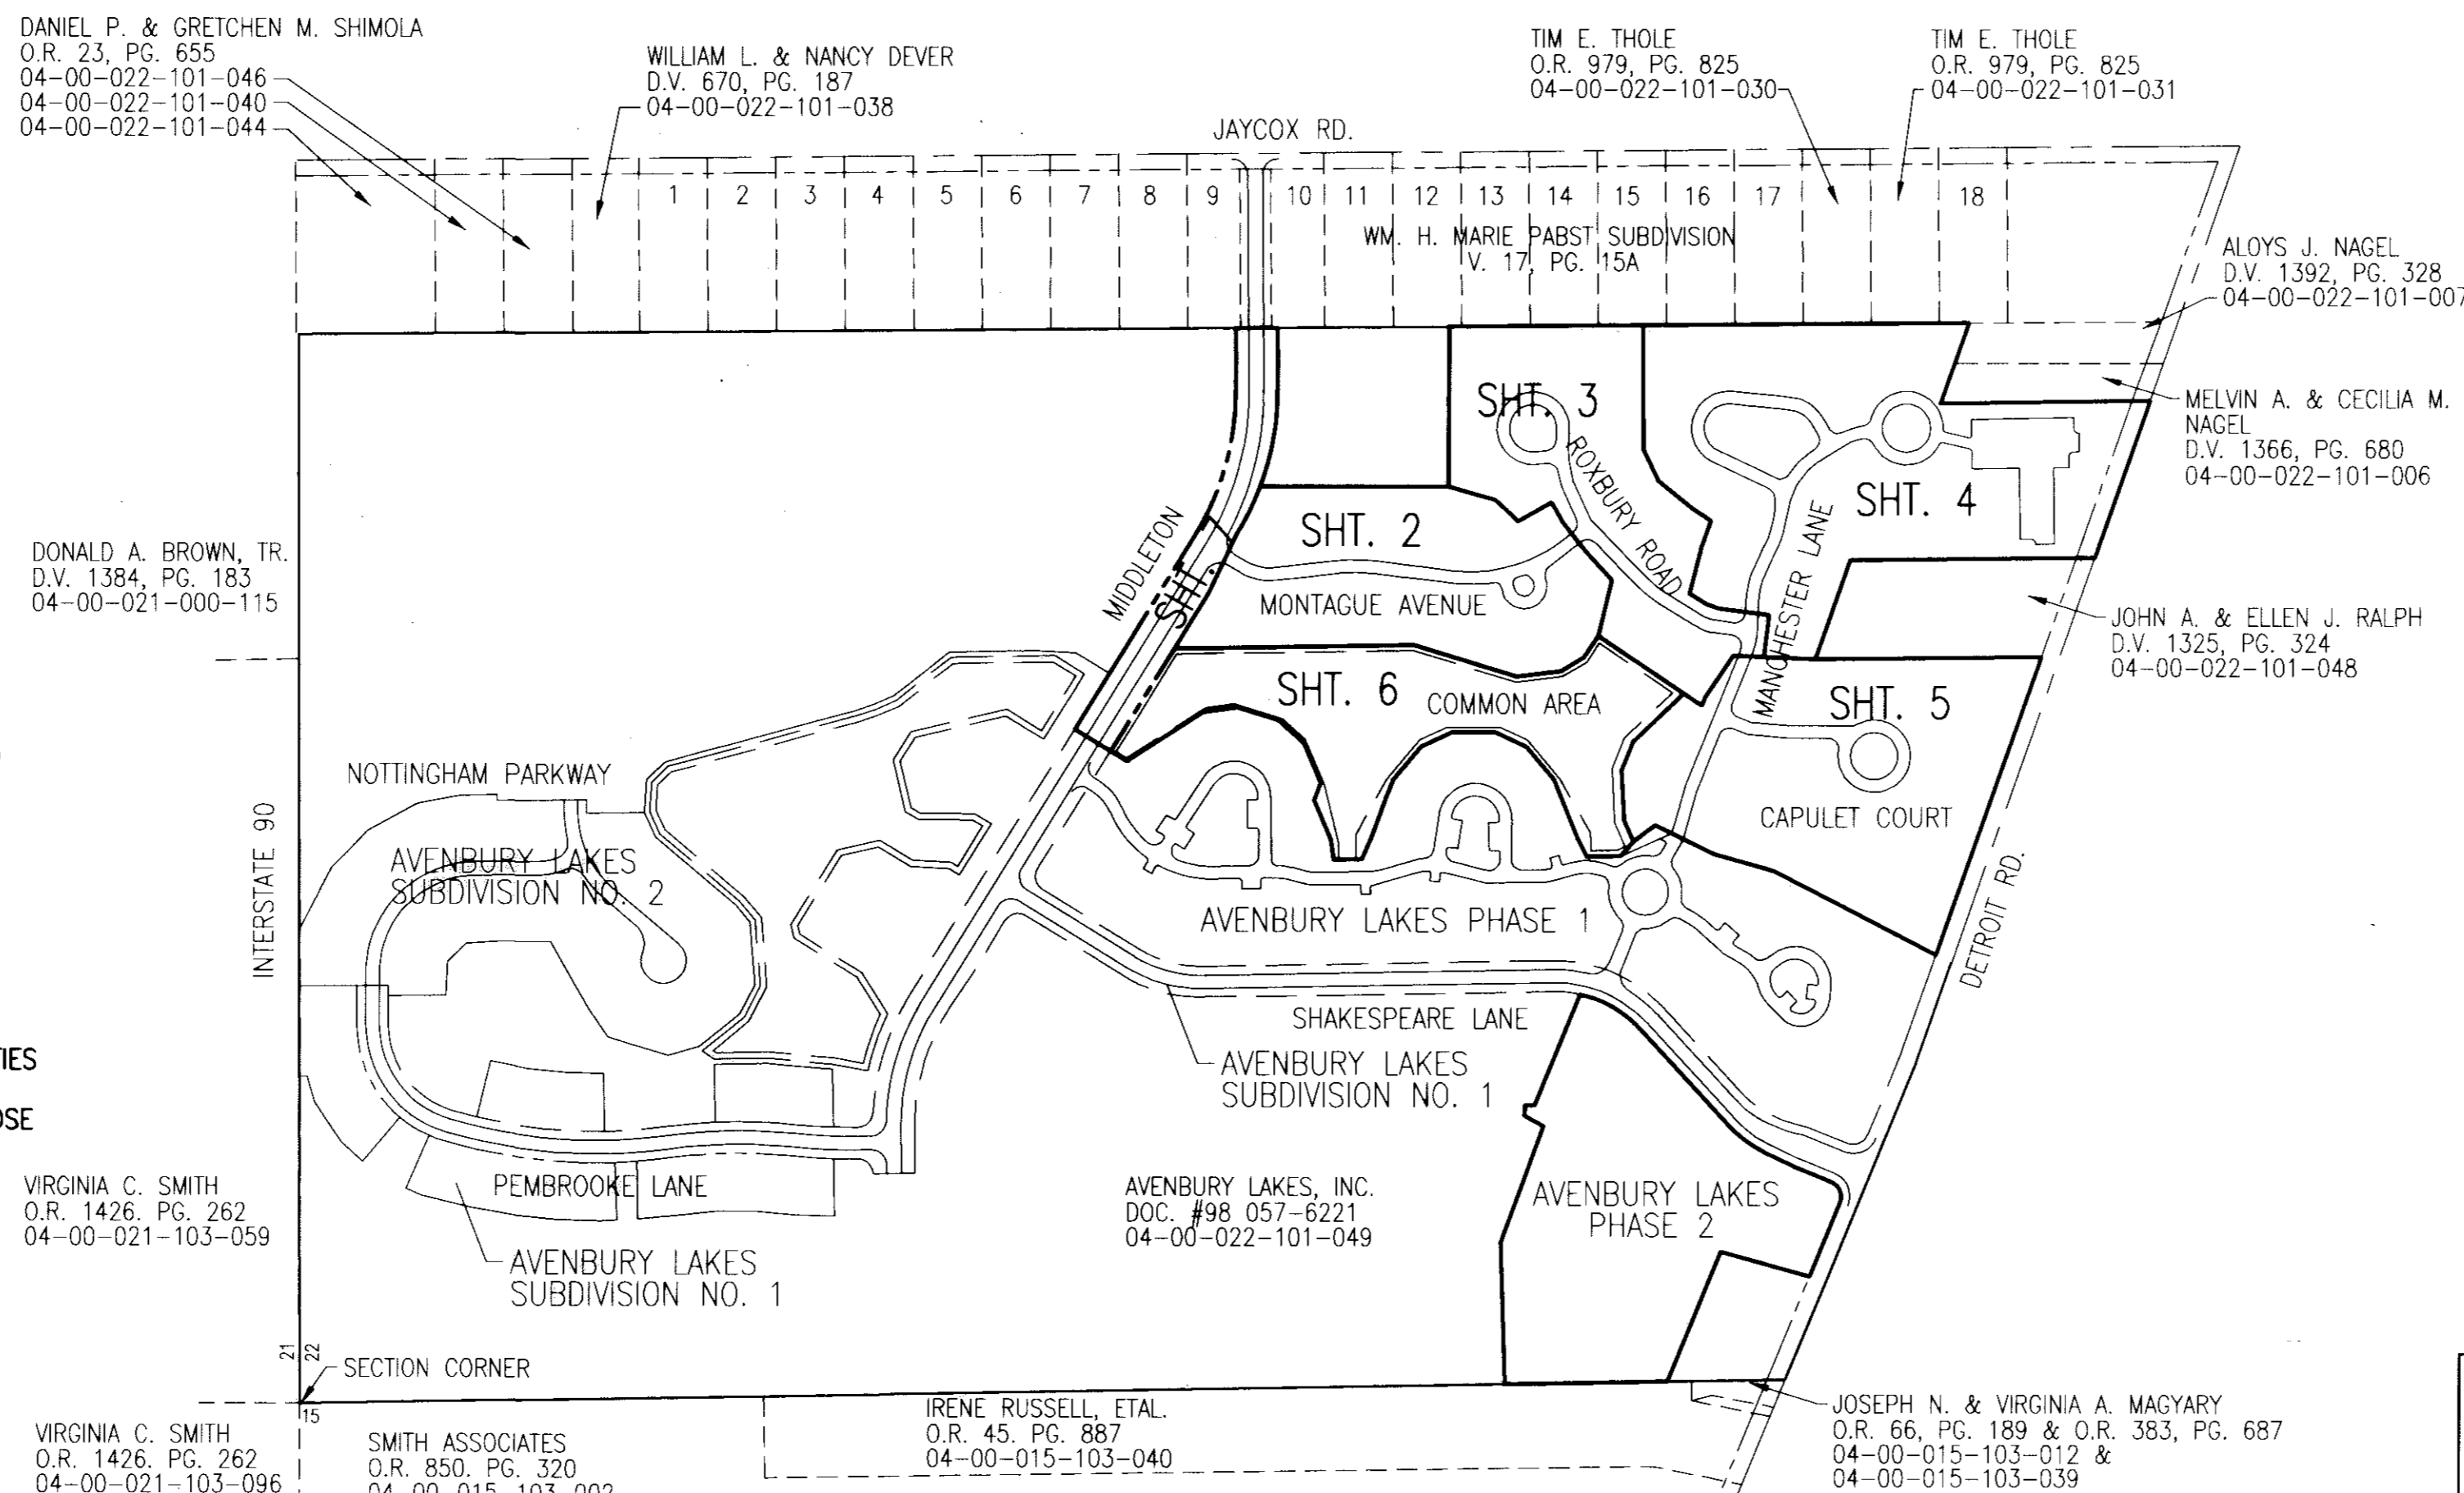 DANIEL P. & GRETCHEN M. SHIMOLA
O.R. 23, PG. 655
04-00-022-101-046
04-00-022-101-040
04-00-022-101-044
WILLIAM L. & NANCY DEVER
D.V. 670, PG. 187
04-00-022-101-038
TIM E. THOLE
O.R. 979, PG. 825
04-00-022-101-030
TIM E. THOLE
O.R. 979, PG. 825
04-00-022-101-031
JAYCOX RD.
1 2 3 4 5 6 7 8 9 10 11 12 13 14 15 16 17 18
WM. H. MARIE PABST SUBDIVISION
V. 17, PG. 15A
ALOYS J. NAGEL
D.V. 1392, PG. 328
04-00-022-101-007
MELVIN A. & CECILIA M.
NAGEL
D.V. 1366, PG. 680
04-00-022-101-006
SHT. 3
ROXBURY ROAD
SHT. 4
MANCHESTER LANE
SHT. 2
MIDDLETON
SHT.
MONTAGUE AVENUE
DONALD A. BROWN, TR.
D.V. 1384, PG. 183
04-00-021-000-115
JOHN A. & ELLEN J. RALPH
D.V. 1325, PG. 324
04-00-022-101-048
SHT. 6
COMMON AREA
SHT. 5
CAPULET COURT
NOTTINGHAM PARKWAY
INTERSTATE 90
AVENBURY LAKES
SUBDIVISION NO. 2
AVENBURY LAKES PHASE 1
DETROIT RD.
SHAKESPEARE LANE
AVENBURY LAKES
SUBDIVISION NO. 1
TIES
OSE
PEMBROOKE LANE
VIRGINIA C. SMITH
O.R. 1426. PG. 262
04-00-021-103-059
AVENBURY LAKES, INC.
DOC. #98 057-6221
04-00-022-101-049
AVENBURY LAKES
PHASE 2
AVENBURY LAKES
SUBDIVISION NO. 1
21 22
SECTION CORNER
15
VIRGINIA C. SMITH
O.R. 1426. PG. 262
04-00-021-103-096
SMITH ASSOCIATES
O.R. 850. PG. 320
04-00-015-103-002
IRENE RUSSELL, ETAL.
O.R. 45. PG. 887
04-00-015-103-040
JOSEPH N. & VIRGINIA A. MAGYARY
O.R. 66, PG. 189 & O.R. 383, PG. 687
04-00-015-103-012 &
04-00-015-103-039